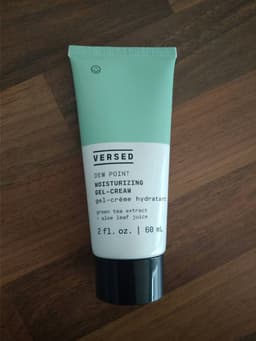 VERSED
DEW POINT
MOISTURIZING
GEL-CREAM
gel-crème hydratant
green tea extract
+ aloe leaf juice
2 fl. oz. | 60 mL